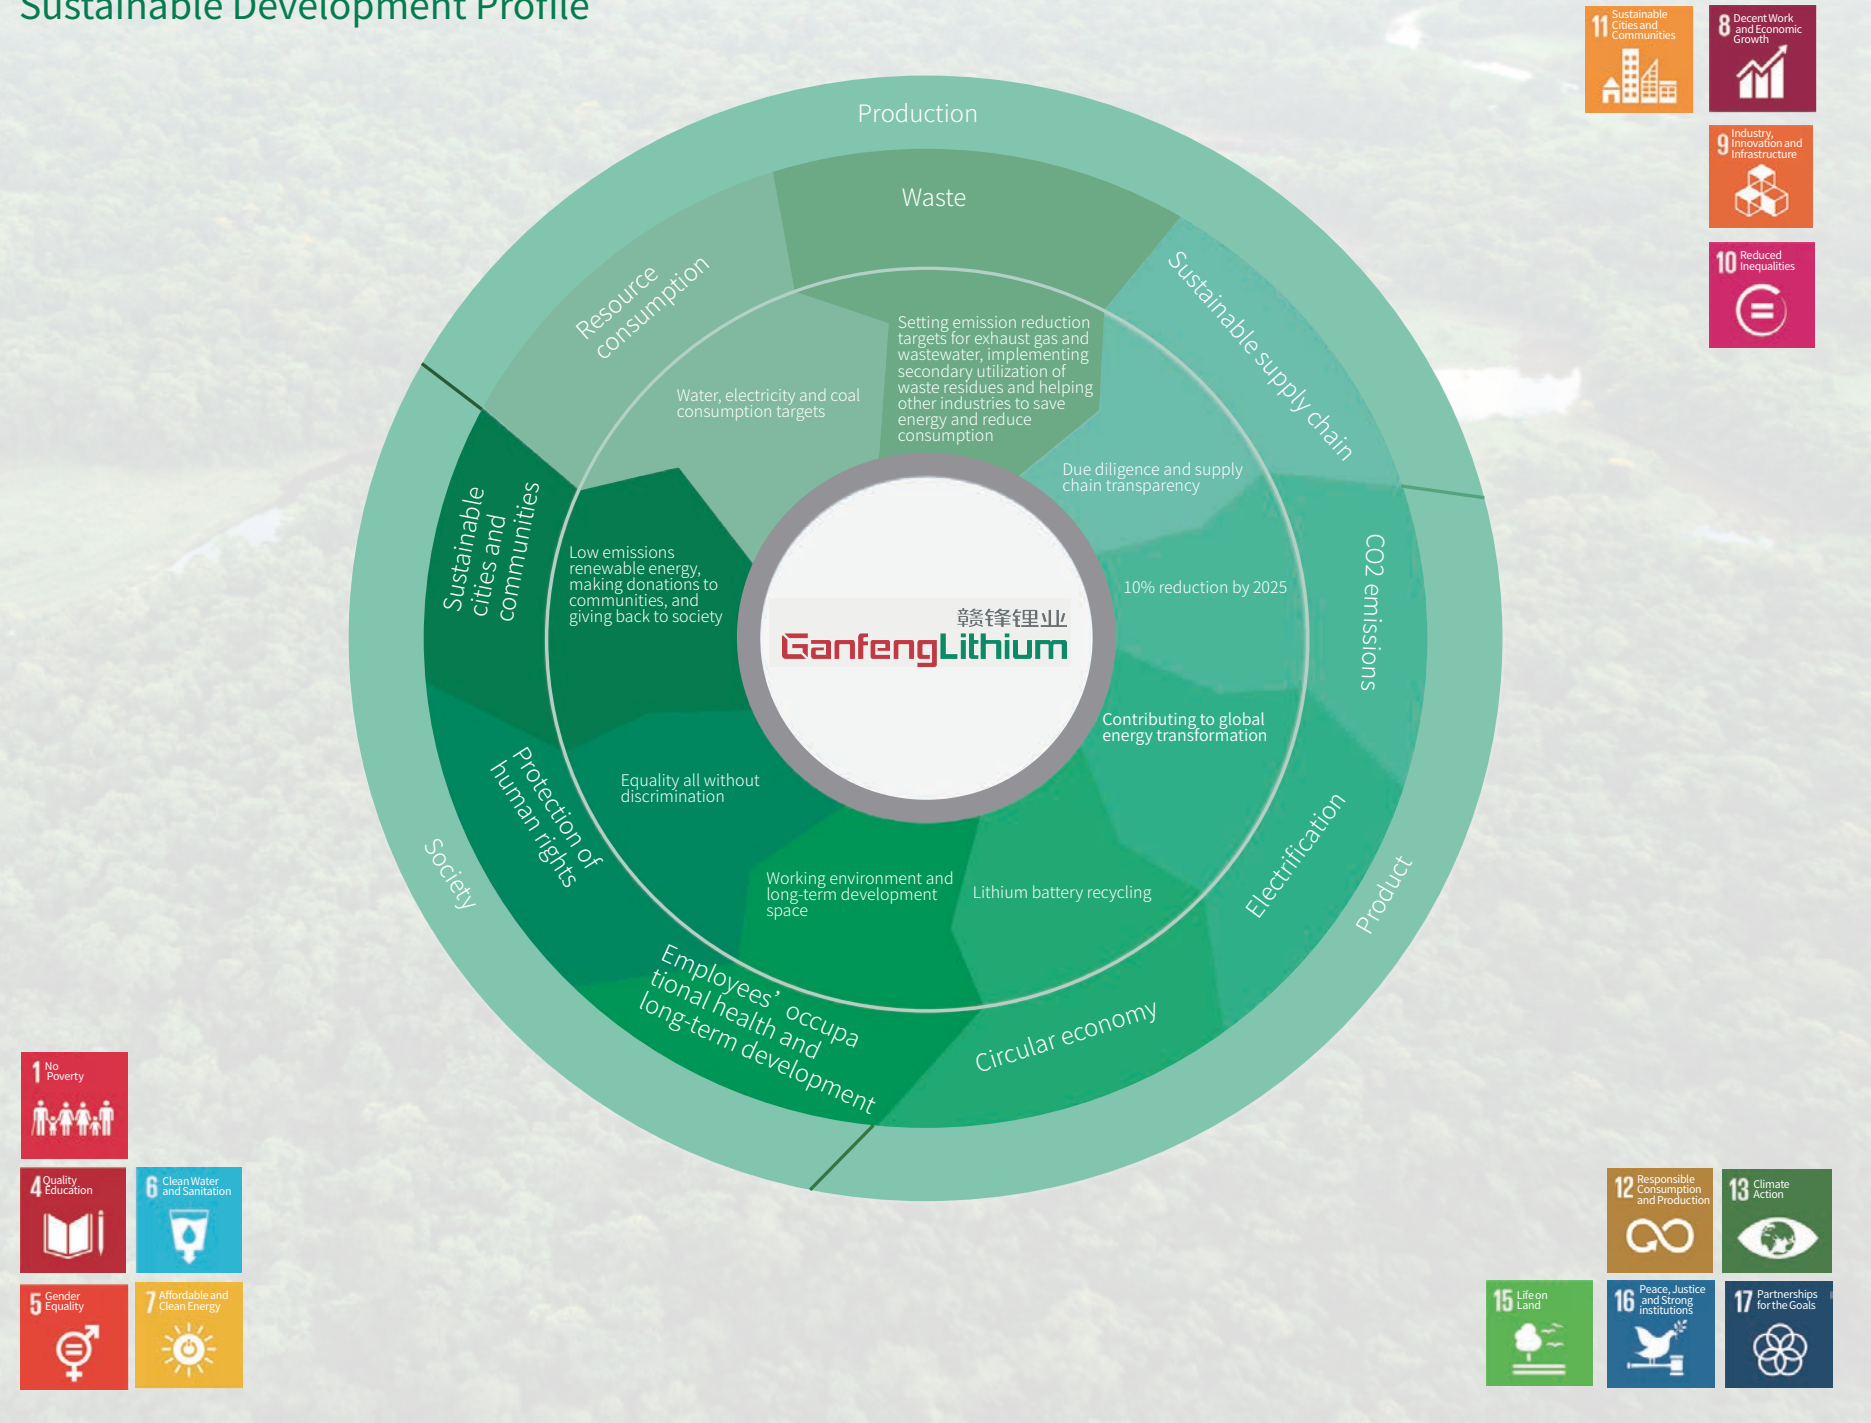 Sustainable Development Profile
11 Sustainable
Cities and
Communities
8 Decent Work
and Economic
Growth
9 Industry,
Innovation and
Infrastructure
10 Reduced
Inequalities
Production
Waste
Resource
consumption
Sustainable supply chain
Setting emission reduction
targets for exhaust gas and
wastewater, implementing
secondary utilization of
waste residues and helping
other industries to save
energy and reduce
consumption
Water, electricity and coal
consumption targets
Due diligence and supply
chain transparency
Sustainable
cities and
communities
Low emissions
renewable energy,
making donations to
communities, and
giving back to society
10% reduction by 2025
CO2 emissions
赣锋锂业
GanfengLithium
Contributing to global
energy transformation
Electrification
Product
Protection of
human rights
Equality all without
discrimination
Society
Working environment and
long-term development
space
Lithium battery recycling
Employees’ occupa
tional health and
long-term development
Circular economy
1 No
Poverty
4 Quality
Education
6 Clean Water
and Sanitation
5 Gender
Equality
7 Affordable and
Clean Energy
12 Responsible
Consumption
and Production
13 Climate
Action
15 Life on
Land
16 Peace, Justice
and Strong
institutions
17 Partnerships
for the Goals